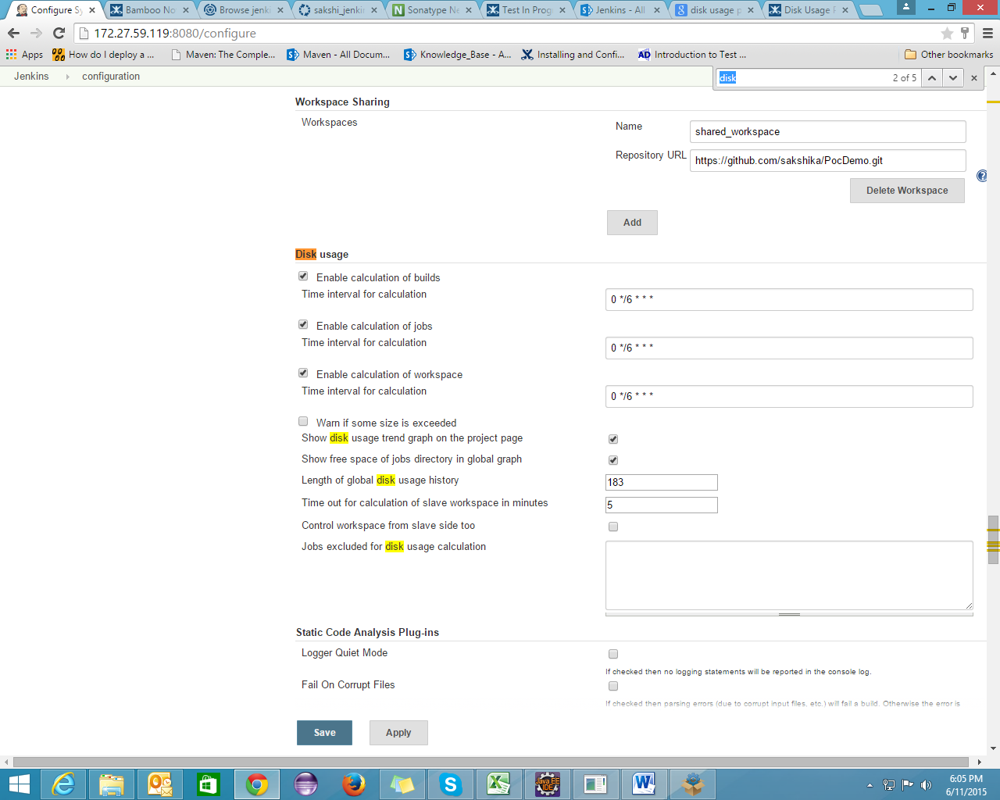 Configure Sy
Bamboo No
Browse jenki
sakshi_jenki
Sonatype Ne
Test In Prog
Jenkins - All
disk usage p
Disk Usage P
172.27.59.119:8080/configure
Apps
How do I deploy a ...
Maven: The Comple...
Maven - All Docum...
Knowledge_Base - A...
Installing and Confi...
AD Introduction to Test ...
Other bookmarks
Jenkins
configuration
disk
2 of 5
Workspace Sharing
Workspaces
Name
shared_workspace
Repository URL
https://github.com/sakshika/PocDemo.git
Delete Workspace
Add
Disk usage
Enable calculation of builds
Time interval for calculation
0 */6 * * *
Enable calculation of jobs
Time interval for calculation
0 */6 * * *
Enable calculation of workspace
Time interval for calculation
0 */6 * * *
Warn if some size is exceeded
Show disk usage trend graph on the project page
Show free space of jobs directory in global graph
Length of global disk usage history
183
Time out for calculation of slave workspace in minutes
5
Control workspace from slave side too
Jobs excluded for disk usage calculation
Static Code Analysis Plug-ins
Logger Quiet Mode
If checked then no logging statements will be reported in the console log.
Fail On Corrupt Files
If checked then parsing errors (due to corrupt input files, etc.) will fail a build. Otherwise the error is
Save
Apply
Java EE
IDE
6:05 PM
6/11/2015